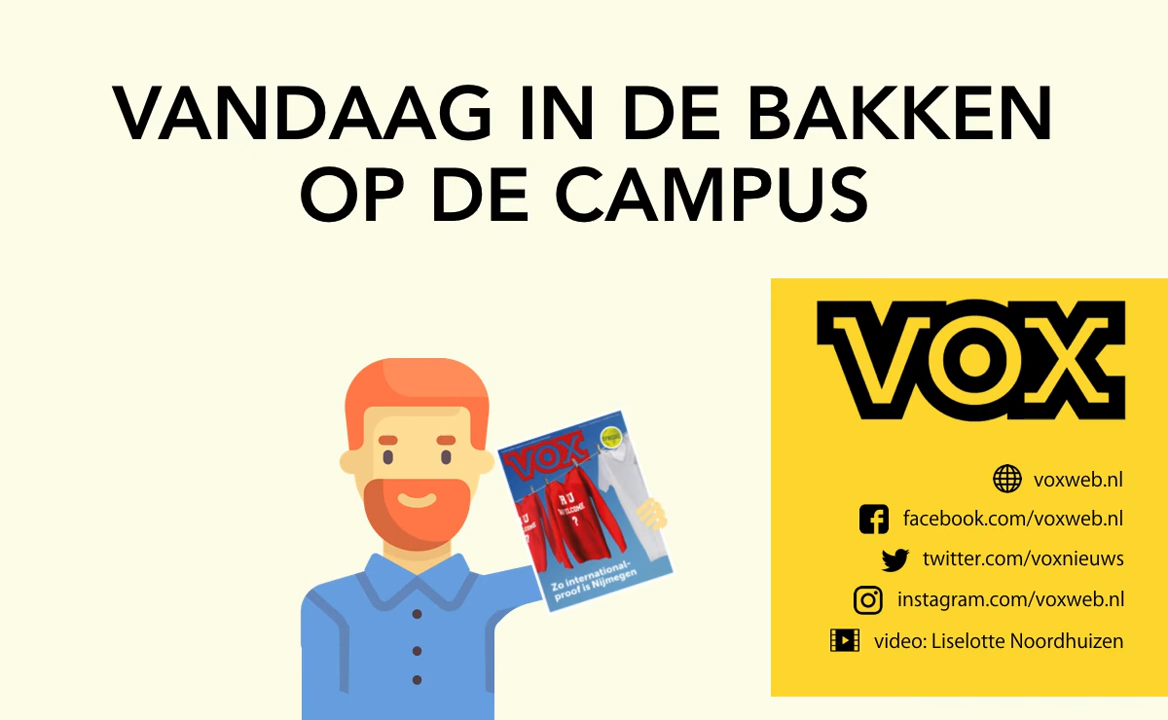 VANDAAG IN DE BAKKEN
OP DE CAMPUS
VOX
RU
WELCOME
?
Zo international-
proof is Nijmegen
VOX
voxweb.nl
facebook.com/voxweb.nl
twitter.com/voxnieuws
instagram.com/voxweb.nl
video: Liselotte Noordhuizen